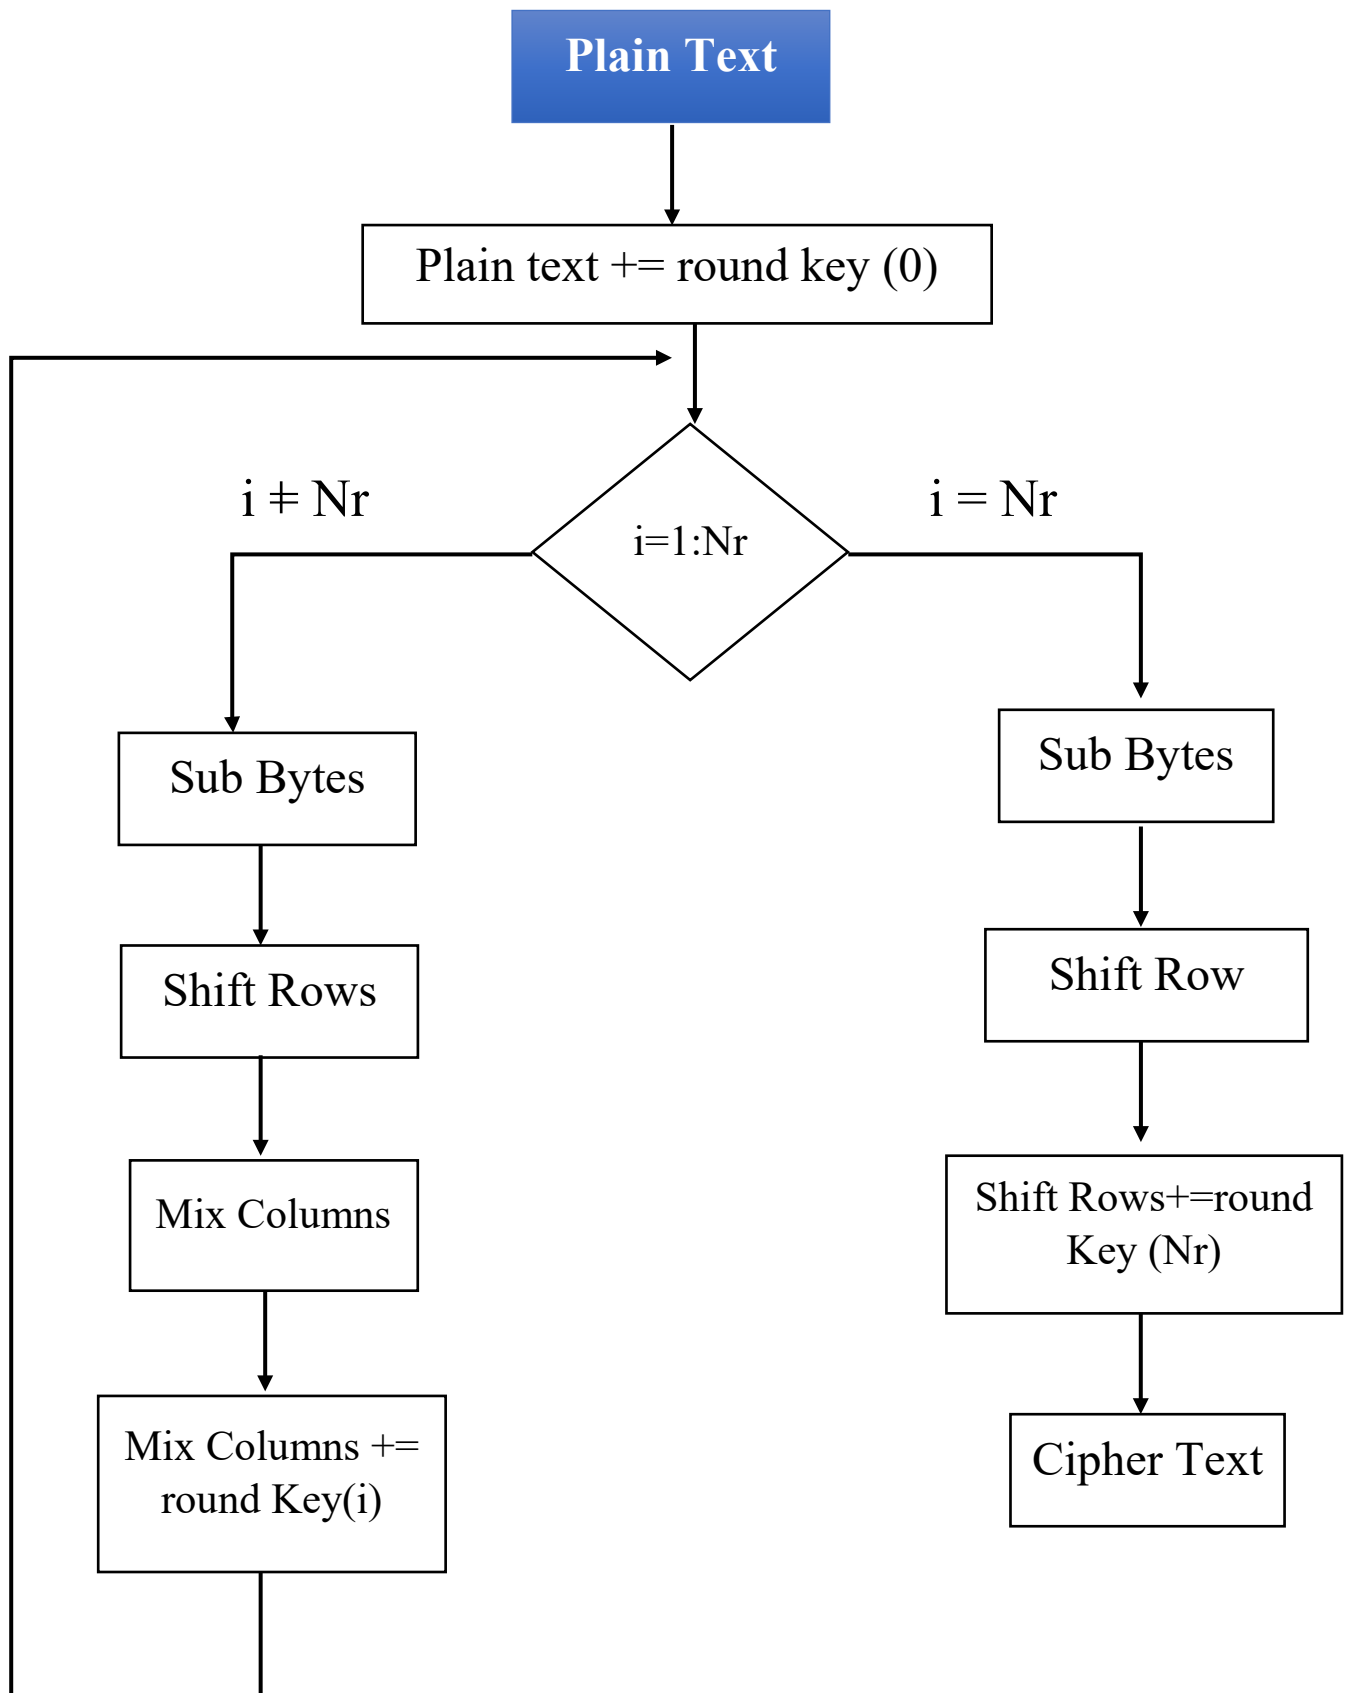 Plain Text
Plain text += round key (0)
i ≠ Nr
i = Nr
i=1:Nr
Sub Bytes
Sub Bytes
Shift Rows
Shift Row
Mix Columns
Shift Rows+=round
Key (Nr)
Mix Columns +=
round Key(i)
Cipher Text